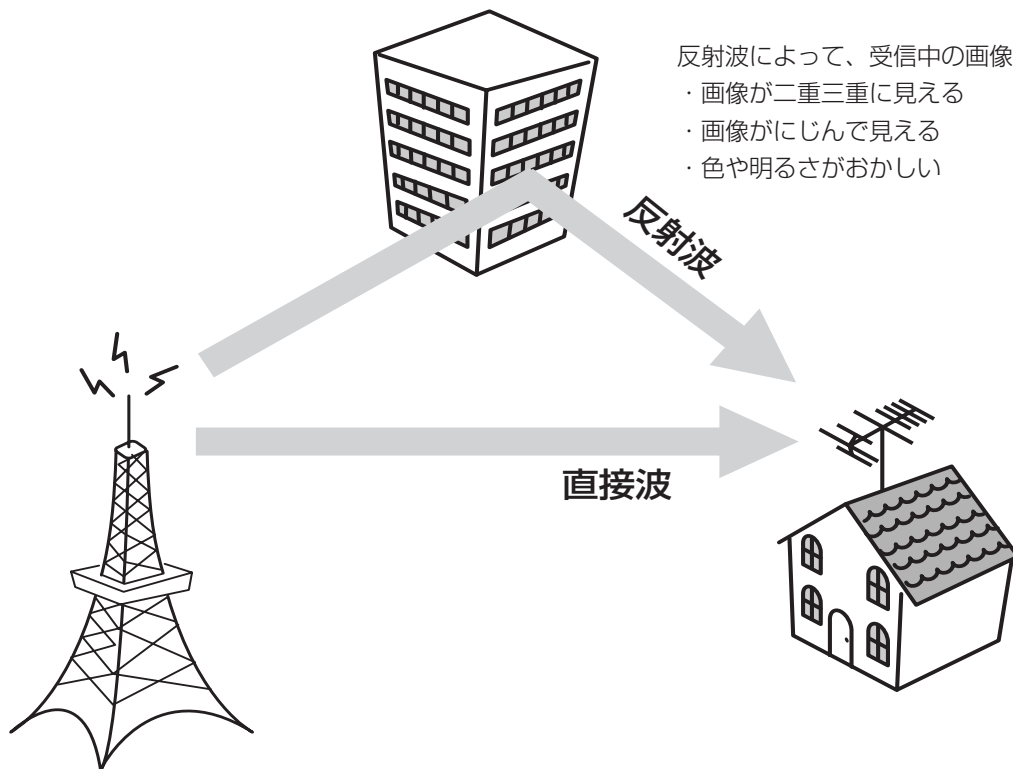 反射波によって、受信中の画像
・画像が二重三重に見える
・画像がにじんで見える
・色や明るさがおかしい
反射波
直接波